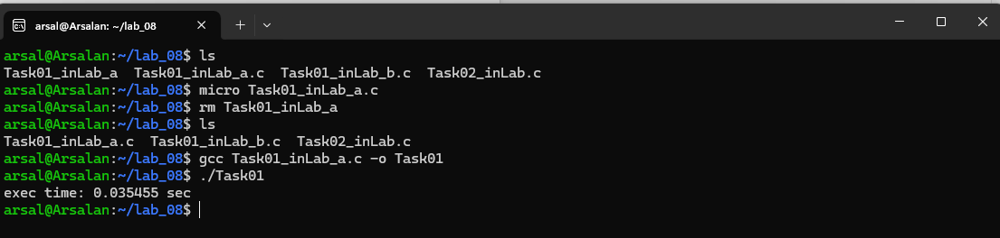 arsal@Arsalan: ~/lab_08
arsal@Arsalan:~/lab_08$ ls
Task01_inLab_a  Task01_inLab_a.c  Task01_inLab_b.c  Task02_inLab.c
arsal@Arsalan:~/lab_08$ micro Task01_inLab_a.c
arsal@Arsalan:~/lab_08$ rm Task01_inLab_a
arsal@Arsalan:~/lab_08$ ls
Task01_inLab_a.c  Task01_inLab_b.c  Task02_inLab.c
arsal@Arsalan:~/lab_08$ gcc Task01_inLab_a.c -o Task01
arsal@Arsalan:~/lab_08$ ./Task01
exec time: 0.035455 sec
arsal@Arsalan:~/lab_08$